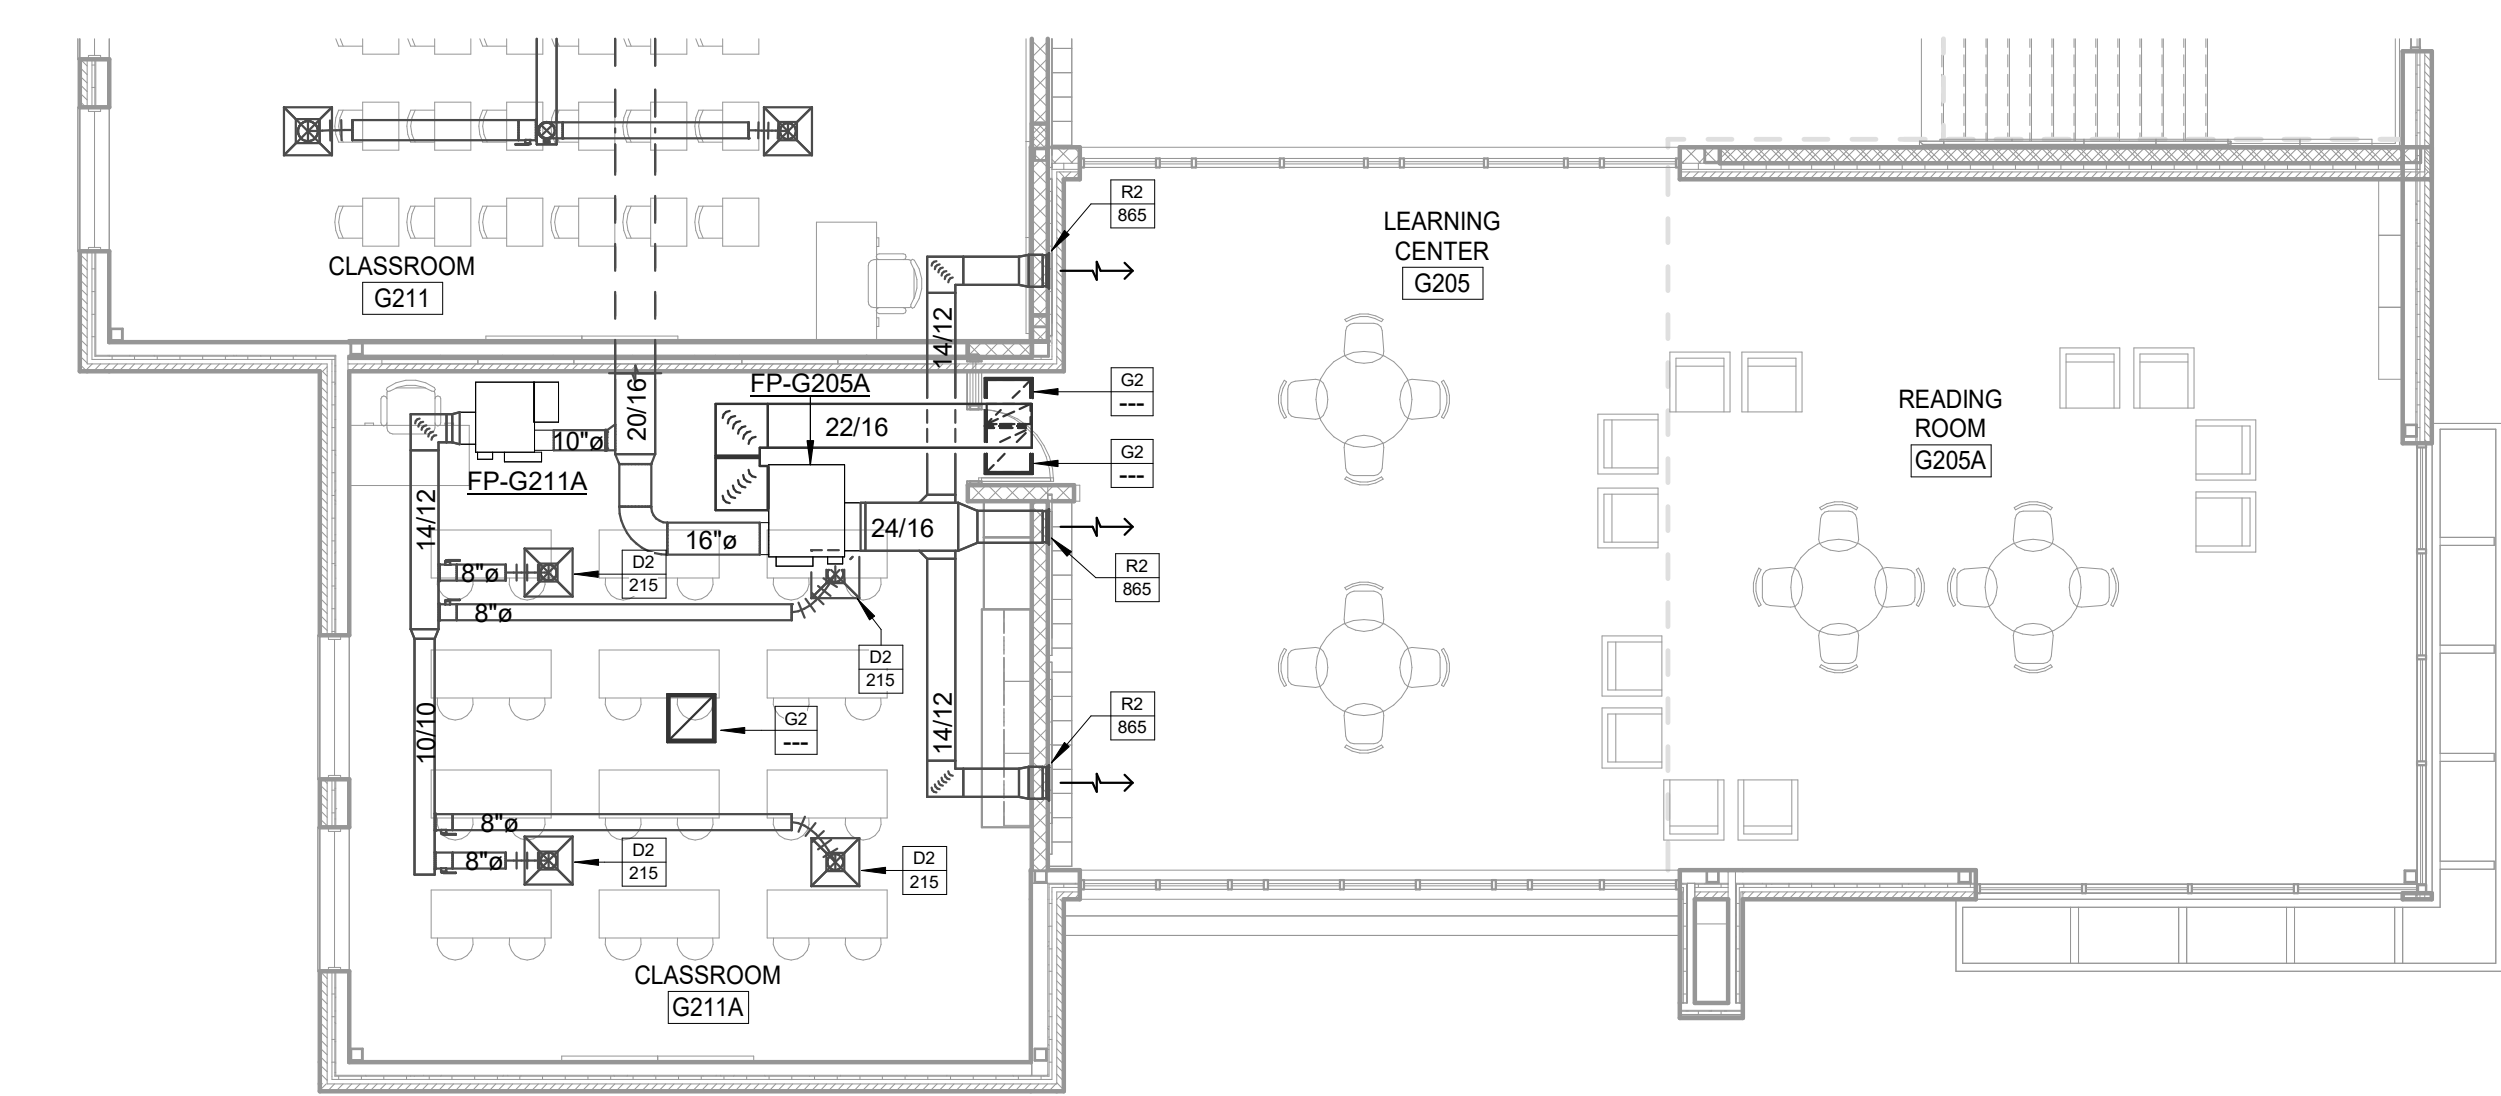 R2
865
LEARNING
CENTER
G205
CLASSROOM
G211
14/12
FP-G205A
G2
---
20/16
22/16
10"ø
FP-G211A
G2
---
READING
ROOM
G205A
14/12
24/16
16"ø
8"ø
D2
215
R2
865
8"ø
D2
215
10/10
G2
---
14/12
R2
865
8"ø
8"ø
D2
215
D2
215
CLASSROOM
G211A